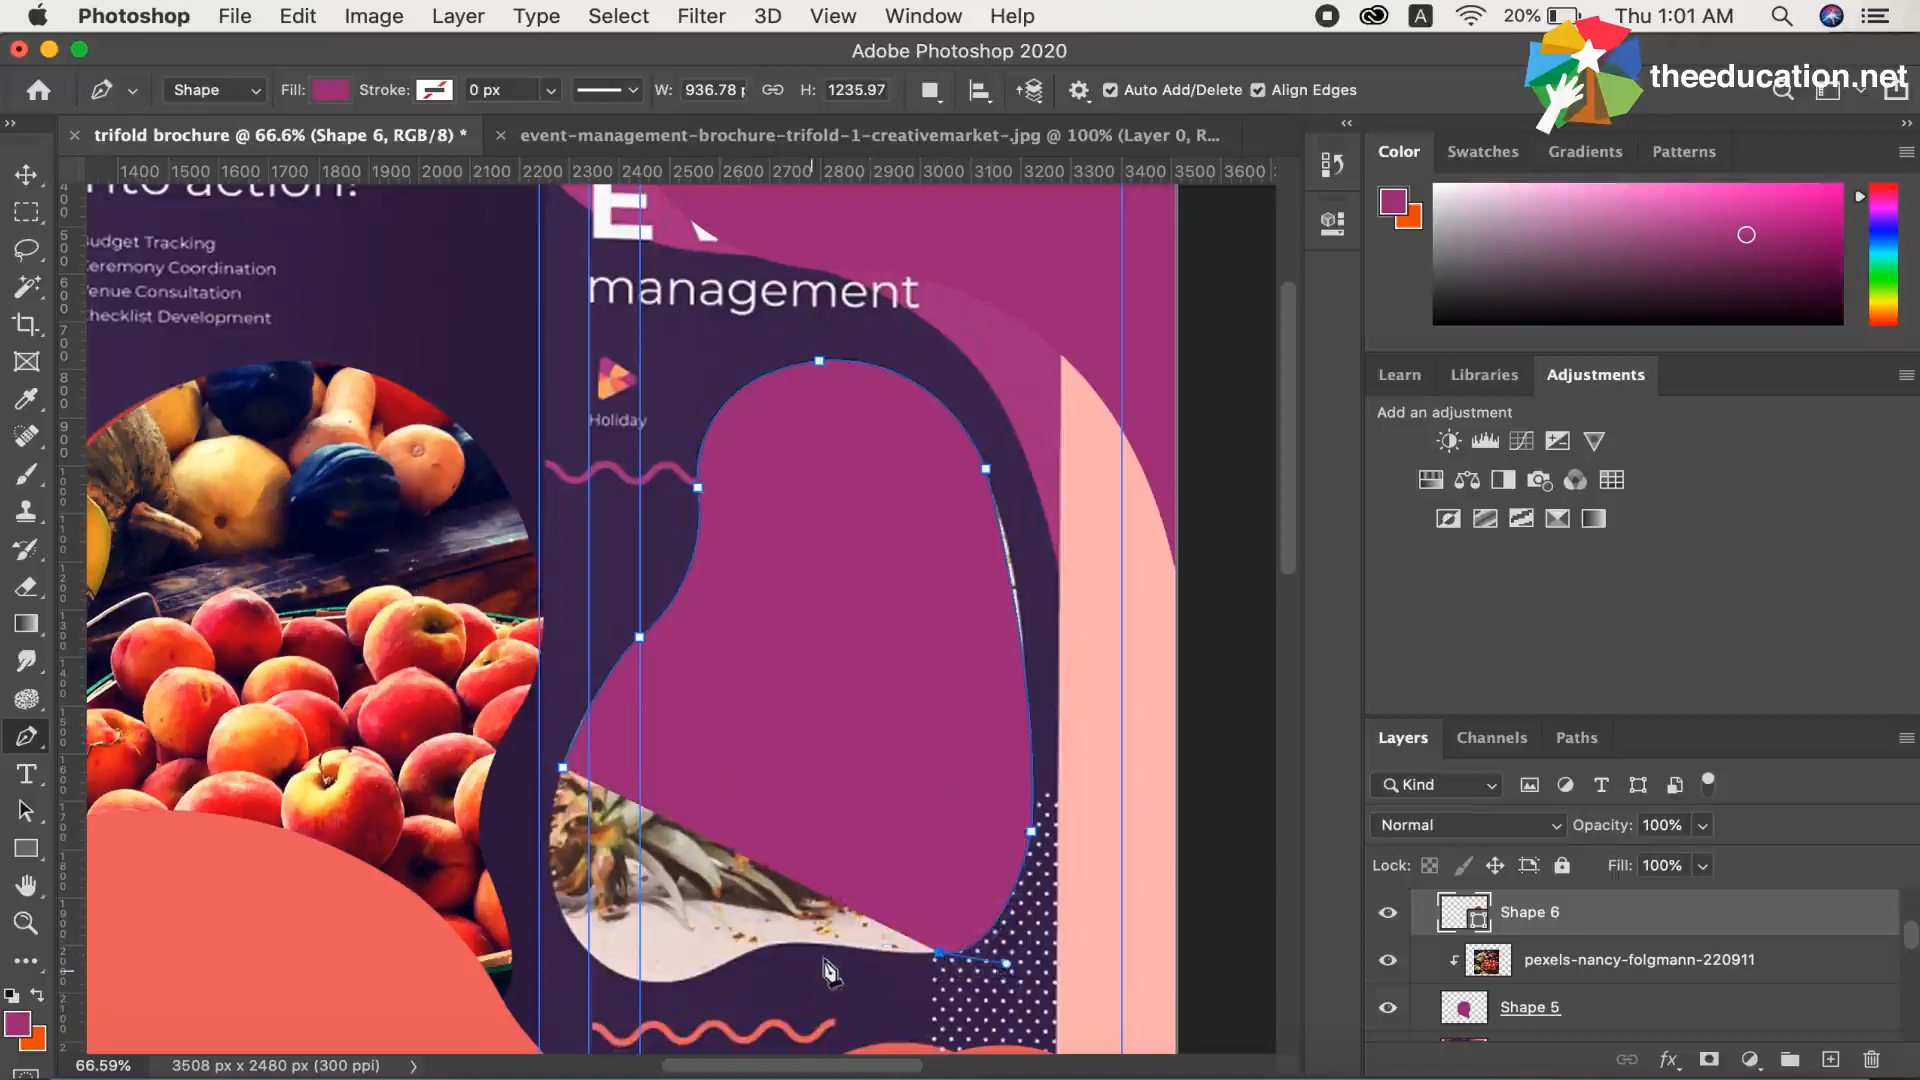 Photoshop File Edit Image Layer Type Select Filter 3D View Window Help A 20% Thu 1:01 AM
Adobe Photoshop 2020
theeducation.net
Shape Fill: Stroke: 0 px W: 936.78 H: 1235.97 Auto Add/Delete Align Edges
trifold brochure @ 66.6% (Shape 6, RGB/8) *
event-management-brochure-trifold-1-creativemarket-.jpg @ 100% (Layer 0, R...
1400 1500 1600 1700 1800 1900 2000 2100 2200 2300 2400 2500 2600 2700 2800 2900 3000 3100 3200 3300 3400 3500 3600
nto action!
Budget Tracking
Ceremony Coordination
Venue Consultation
Checklist Development
E
management
Holiday
Color Swatches Gradients Patterns
Learn Libraries Adjustments
Add an adjustment
Layers Channels Paths
Kind
Normal Opacity: 100%
Lock: Fill: 100%
Shape 6
pexels-nancy-folgmann-220911
Shape 5
fx
66.59% 3508 px x 2480 px (300 ppi)